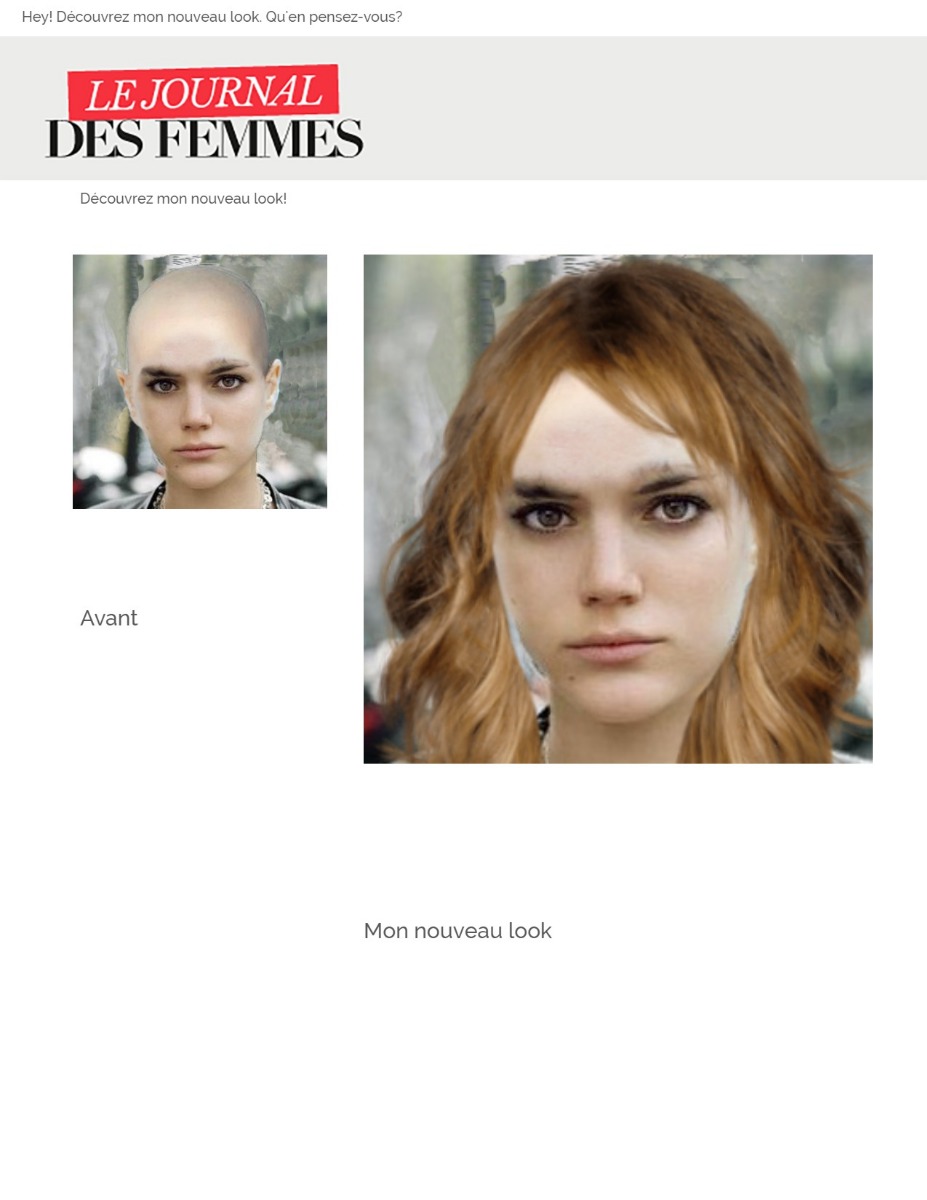 Hey! Découvrez mon nouveau look. Qu'en pensez-vous?
LE JOURNAL
DES FEMMES
Découvrez mon nouveau look!
Avant
Mon nouveau look